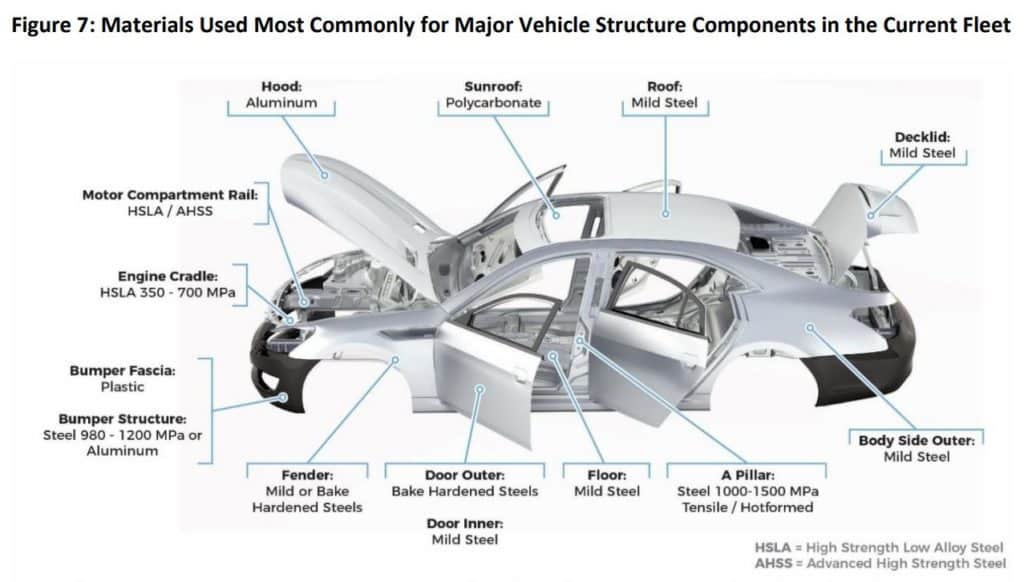 Figure 7: Materials Used Most Commonly for Major Vehicle Structure Components in the Current Fleet
Hood:
Aluminum
Sunroof:
Polycarbonate
Roof:
Mild Steel
Decklid:
Mild Steel
Motor Compartment Rail:
HSLA / AHSS
Engine Cradle:
HSLA 350 - 700 MPa
Bumper Fascia:
Plastic
Bumper Structure:
Steel 980 - 1200 MPa or
Aluminum
Fender:
Mild or Bake
Hardened Steels
Door Outer:
Bake Hardened Steels
Door Inner:
Mild Steel
Floor:
Mild Steel
A Pillar:
Steel 1000-1500 MPa
Tensile / Hotformed
Body Side Outer:
Mild Steel
HSLA = High Strength Low Alloy Steel
AHSS = Advanced High Strength Steel